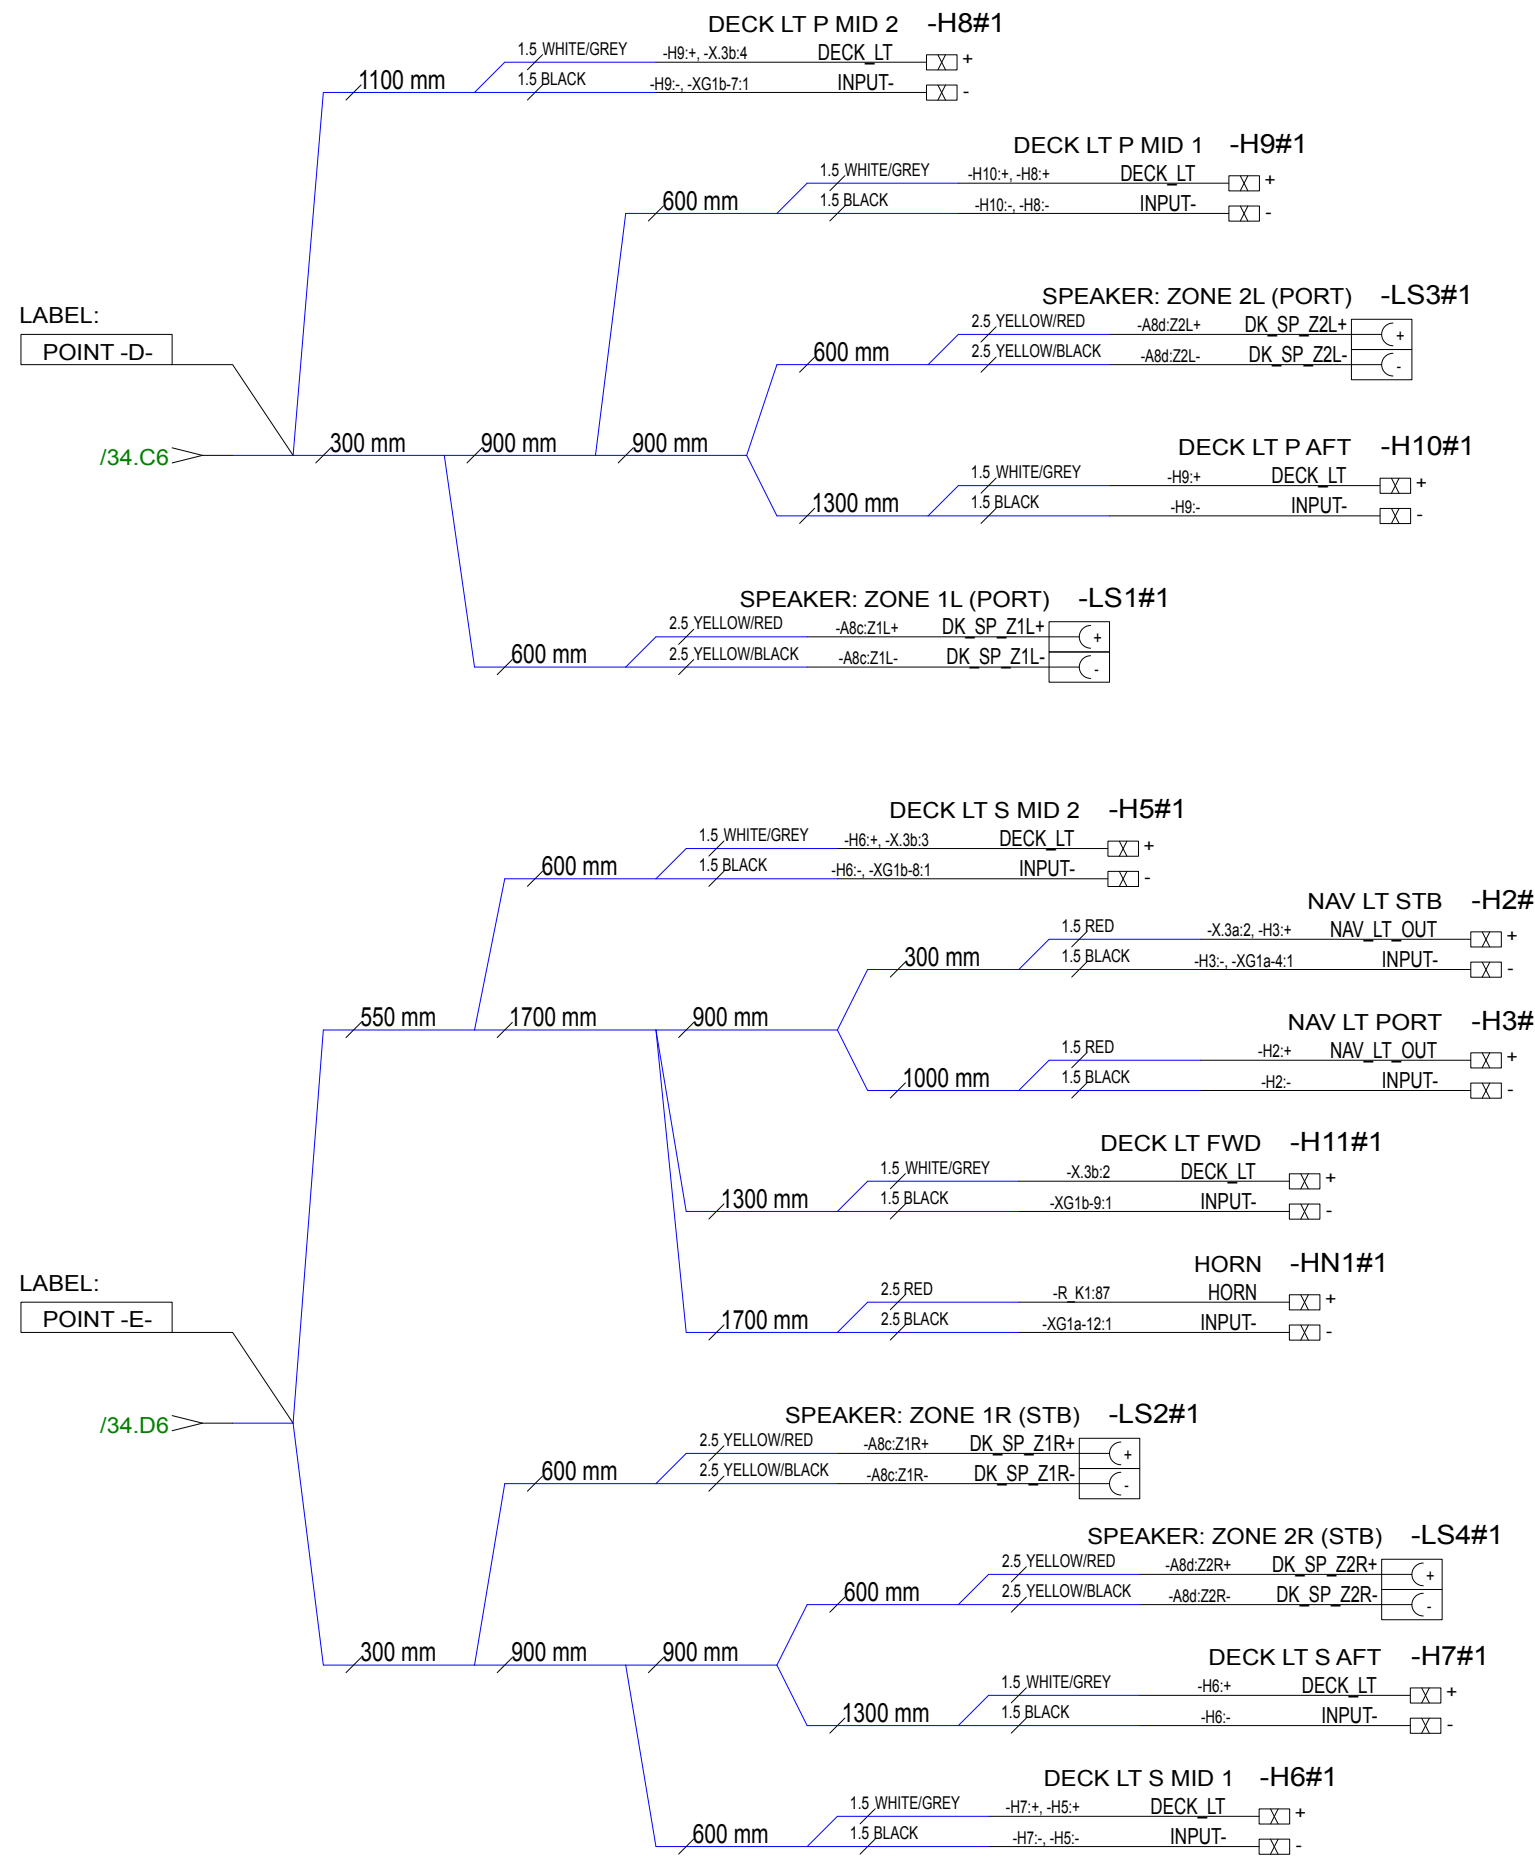 DECK LT P MID 2 -H8#1
1.5 WHITE/GREY -H9:+, -X.3b:4 DECK_LT +
1100 mm 1.5 BLACK -H9:-, -XG1b-7:1 INPUT- -
DECK LT P MID 1 -H9#1
1.5 WHITE/GREY -H10:+, -H8:+ DECK_LT +
600 mm 1.5 BLACK -H10:-, -H8:- INPUT- -
SPEAKER: ZONE 2L (PORT) -LS3#1
LABEL:
2.5 YELLOW/RED -A8d:Z2L+ DK_SP_Z2L+ +
POINT -D-
600 mm 2.5 YELLOW/BLACK -A8d:Z2L- DK_SP_Z2L- -
/34.C6 300 mm 900 mm 900 mm
DECK LT P AFT -H10#1
1.5 WHITE/GREY -H9:+ DECK_LT +
1300 mm 1.5 BLACK -H9:- INPUT- -
SPEAKER: ZONE 1L (PORT) -LS1#1
2.5 YELLOW/RED -A8c:Z1L+ DK_SP_Z1L+ +
600 mm 2.5 YELLOW/BLACK -A8c:Z1L- DK_SP_Z1L- -
DECK LT S MID 2 -H5#1
1.5 WHITE/GREY -H6:+, -X.3b:3 DECK_LT +
600 mm 1.5 BLACK -H6:-, -XG1b-8:1 INPUT- -
NAV LT STB -H2#
1.5 RED -X.3a:2, -H3:+ NAV_LT_OUT +
300 mm 1.5 BLACK -H3:-, -XG1a-4:1 INPUT- -
550 mm 1700 mm 900 mm
NAV LT PORT -H3#
1.5 RED -H2:+ NAV_LT_OUT +
1000 mm 1.5 BLACK -H2:- INPUT- -
DECK LT FWD -H11#1
1.5 WHITE/GREY -X.3b:2 DECK_LT +
1300 mm 1.5 BLACK -XG1b-9:1 INPUT- -
HORN -HN1#1
LABEL:
2.5 RED -R_K1:87 HORN +
POINT -E-
1700 mm 2.5 BLACK -XG1a-12:1 INPUT- -
/34.D6
SPEAKER: ZONE 1R (STB) -LS2#1
2.5 YELLOW/RED -A8c:Z1R+ DK_SP_Z1R+ +
600 mm 2.5 YELLOW/BLACK -A8c:Z1R- DK_SP_Z1R- -
SPEAKER: ZONE 2R (STB) -LS4#1
2.5 YELLOW/RED -A8d:Z2R+ DK_SP_Z2R+ +
600 mm 2.5 YELLOW/BLACK -A8d:Z2R- DK_SP_Z2R- -
300 mm 900 mm 900 mm
DECK LT S AFT -H7#1
1.5 WHITE/GREY -H6:+ DECK_LT +
1300 mm 1.5 BLACK -H6:- INPUT- -
DECK LT S MID 1 -H6#1
1.5 WHITE/GREY -H7:+, -H5:+ DECK_LT +
600 mm 1.5 BLACK -H7:-, -H5:- INPUT- -